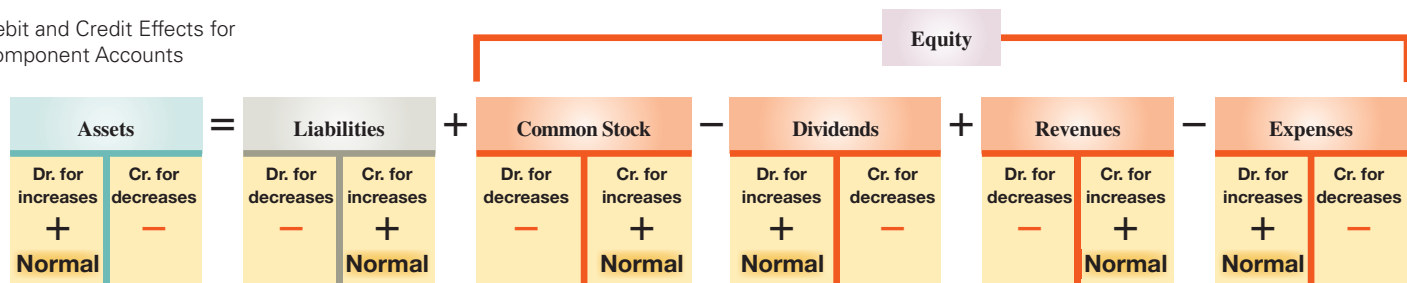 ebit and Credit Effects for
omponent Accounts
Equity
Assets = Liabilities + Common Stock − Dividends + Revenues − Expenses
Dr. for Cr. for Dr. for Cr. for Dr. for Cr. for Dr. for Cr. for Dr. for Cr. for Dr. for Cr. for
increases decreases decreases increases decreases increases increases decreases decreases increases increases decreases
+ − − + − + + − − + + −
Normal Normal Normal Normal Normal Normal